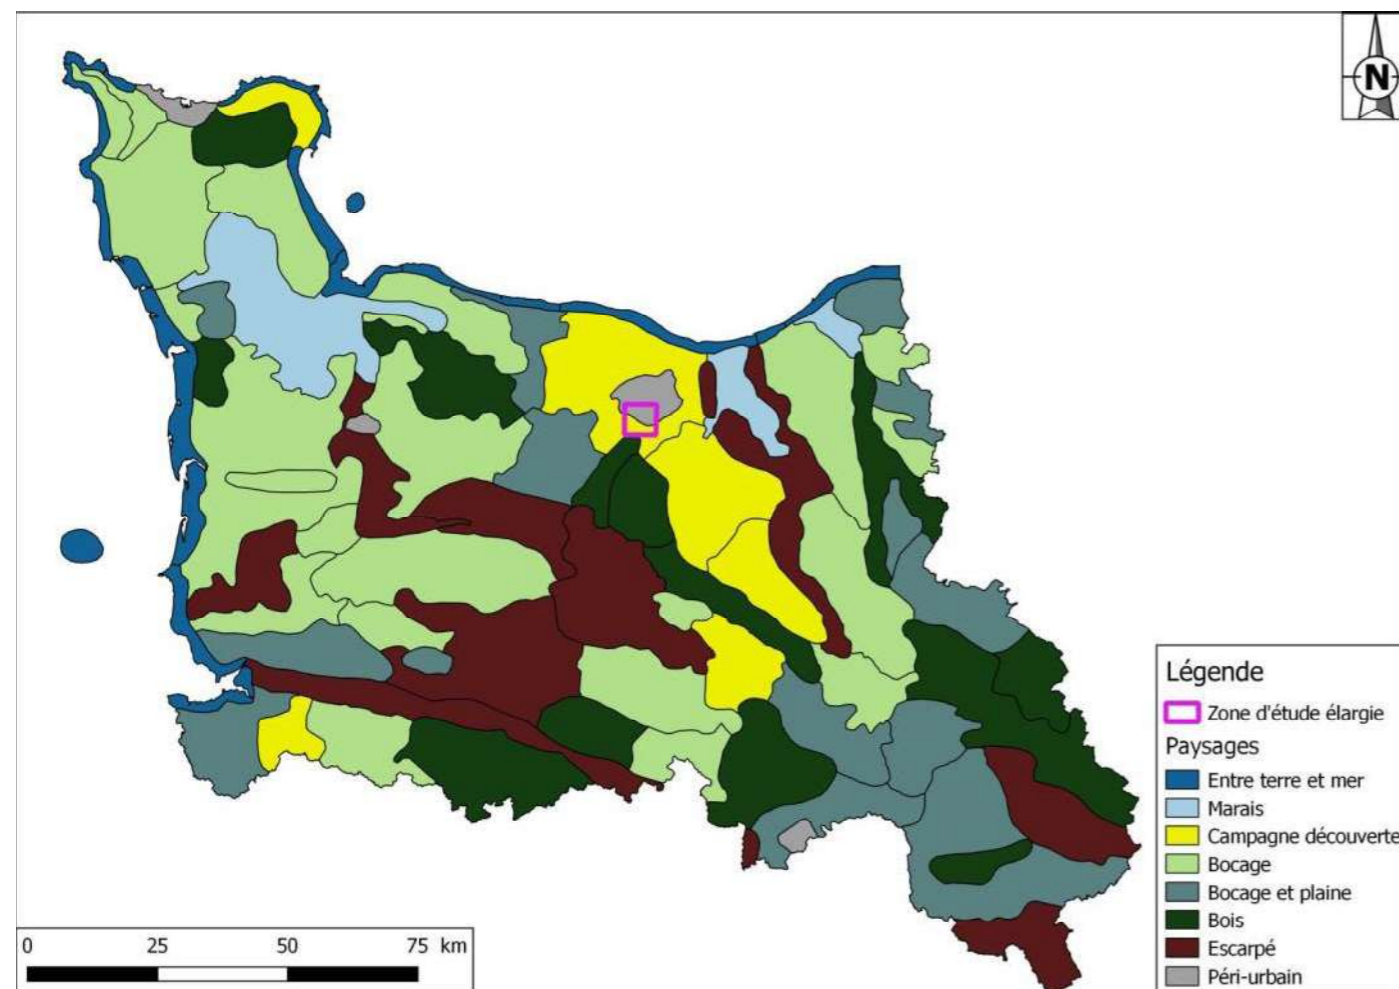 N
Légende
Zone d'étude élargie
Paysages
Entre terre et mer
Marais
Campagne découverte
Bocage
Bocage et plaine
Bois
Escarpé
Péri-urbain
0 25 50 75 km